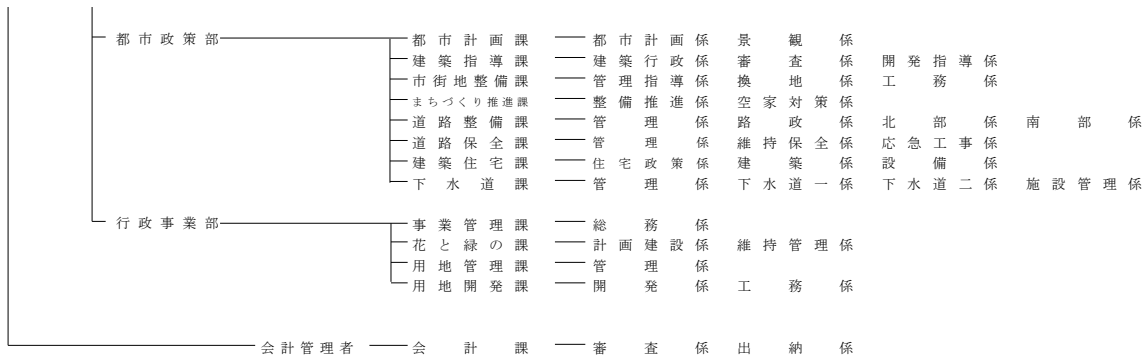 都市政策部 都市計画課 都市計画係 景観係
建築指導課 建築行政係 審査係 開発指導係
市街地整備課 管理指導係 換地係 工務係
まちづくり推進課 整備推進係 空家対策係
道路整備課 管理係 路政係 北部係 南部係
道路保全課 管理係 維持保全係 応急工事係
建築住宅課 住宅政策係 建築係 設備係
下水道課 管理係 下水道一係 下水道二係 施設管理係
行政事業部 事業管理課 総務係
花と緑の課 計画建設係 維持管理係
用地管理課 管理係
用地開発課 開発係 工務係
会計管理者 会計課 審査係 出納係